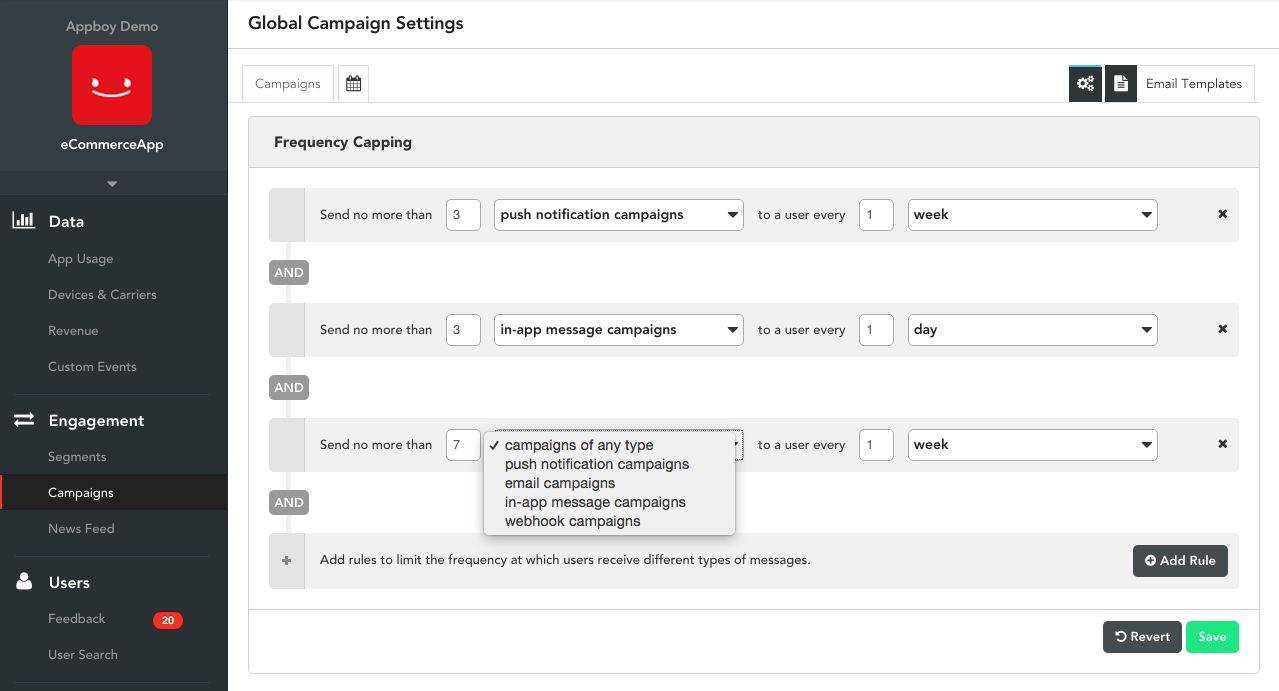 Appboy Demo
eCommerceApp
Data
App Usage
Devices & Carriers
Revenue
Custom Events
Engagement
Segments
Campaigns
News Feed
Users
Feedback 20
User Search
Global Campaign Settings
Campaigns
Email Templates
Frequency Capping
Send no more than 3 push notification campaigns to a user every 1 week
AND
Send no more than 3 in-app message campaigns to a user every 1 day
AND
Send no more than 7 to a user every 1 week
campaigns of any type
push notification campaigns
email campaigns
in-app message campaigns
webhook campaigns
AND
Add rules to limit the frequency at which users receive different types of messages. Add Rule
Revert Save